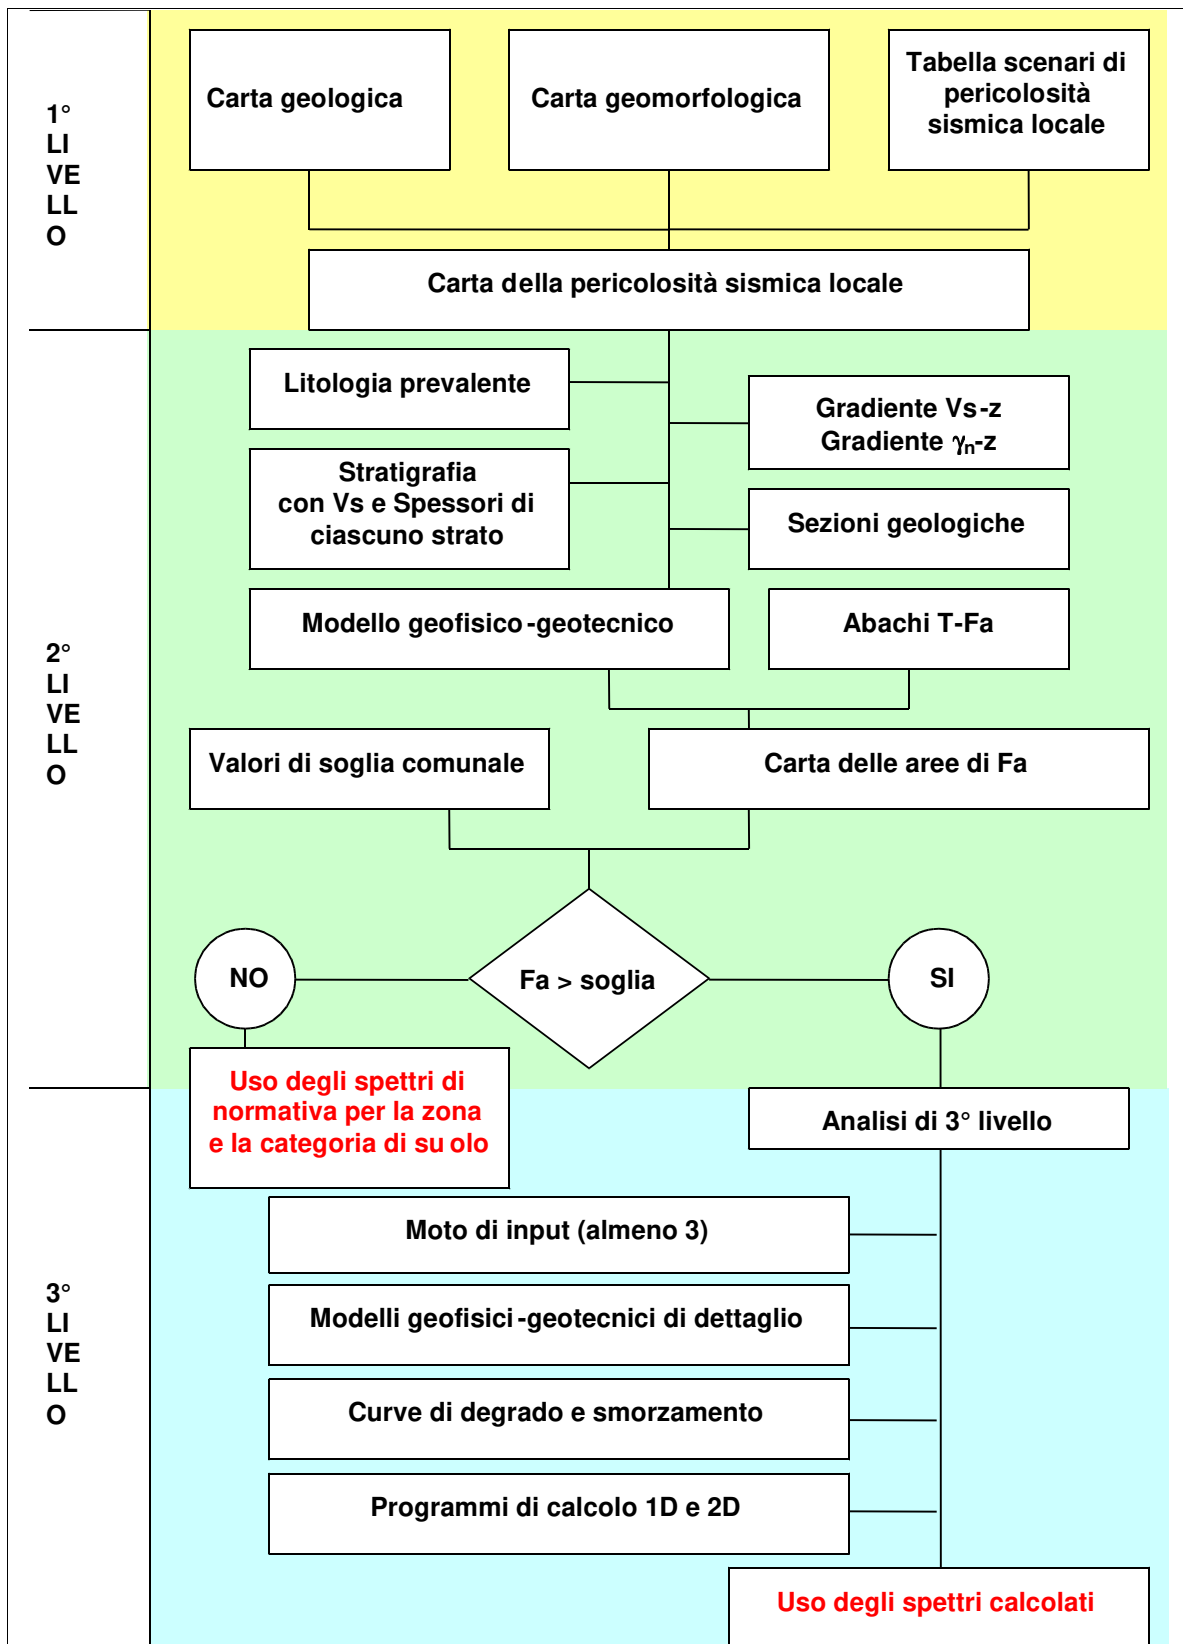 1°
LI
VE
LL
O
Carta geologica
Carta geomorfologica
Tabella scenari di
pericolosità
sismica locale
Carta della pericolosità sismica locale
2°
LI
VE
LL
O
Litologia prevalente
Gradiente Vs-z
Gradiente γn-z
Stratigrafia
con Vs e Spessori di
ciascuno strato
Sezioni geologiche
Modello geofisico-geotecnico
Abachi T-Fa
Valori di soglia comunale
Carta delle aree di Fa
NO
Fa > soglia
SI
Uso degli spettri di
normativa per la zona
e la categoria di su olo
3°
LI
VE
LL
O
Analisi di 3° livello
Moto di input (almeno 3)
Modelli geofisici-geotecnici di dettaglio
Curve di degrado e smorzamento
Programmi di calcolo 1D e 2D
Uso degli spettri calcolati